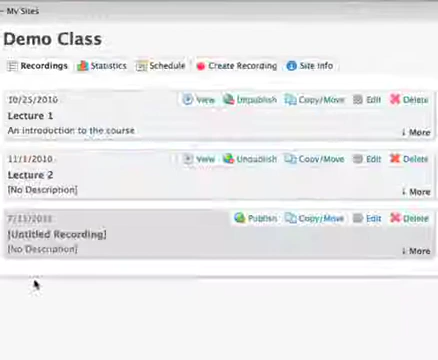 My Sites
Demo Class
Recordings Statistics Schedule Create Recording Site Info
10/25/2010 View Unpublish Copy/Move Edit Delete
Lecture 1
An introduction to the course
More
11/1/2010 View Unpublish Copy/Move Edit Delete
Lecture 2
[No Description]
More
Publish Copy/Move Edit Delete
[Untitled Recording]
[No Description]
More